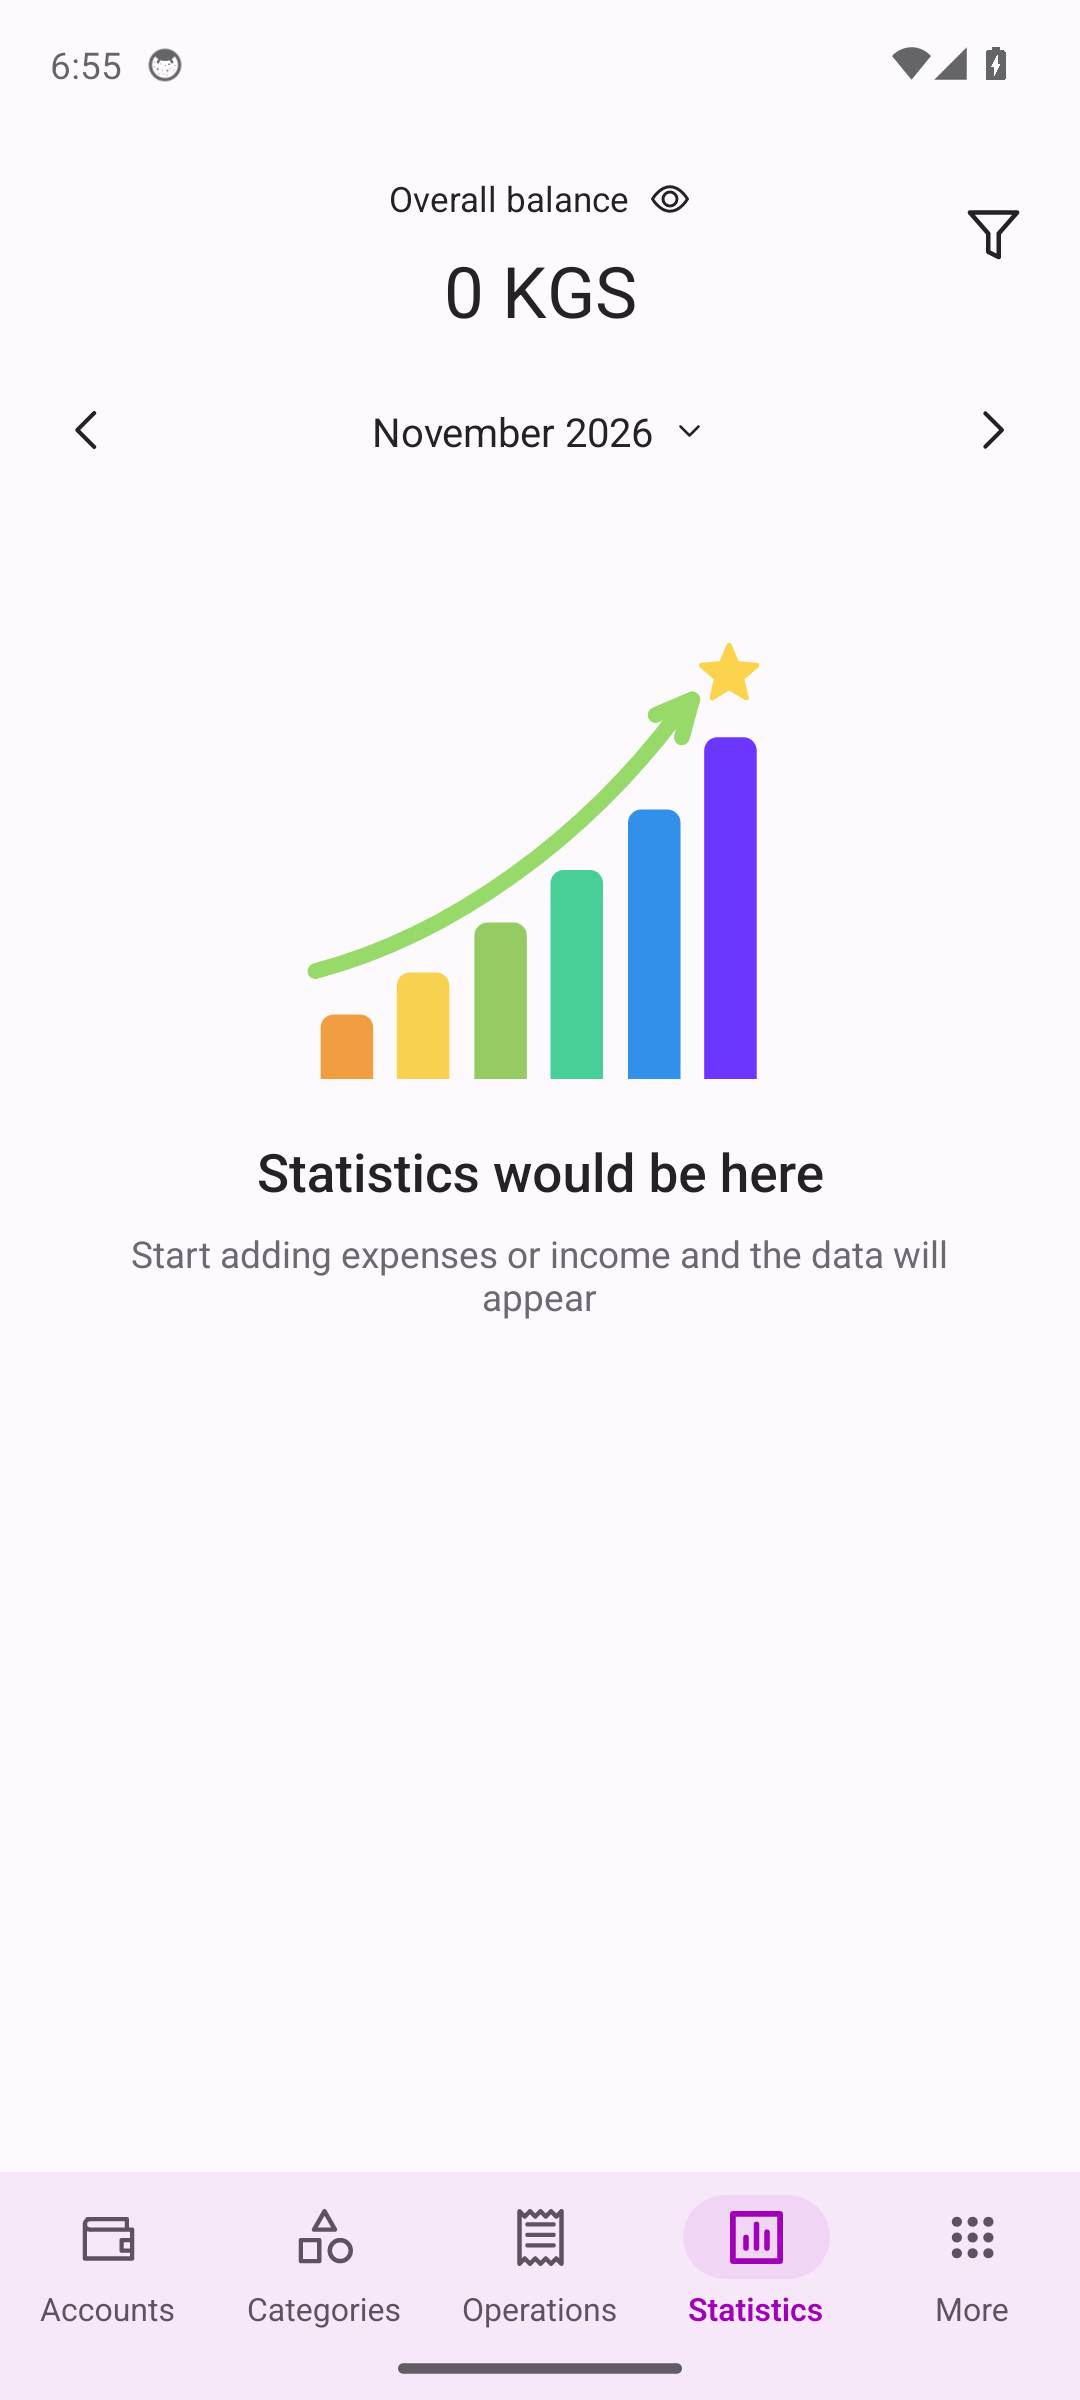 6:55
Overall balance
0 KGS
November 2026
Statistics would be here
Start adding expenses or income and the data will
appear
Accounts
Categories
Operations
Statistics
More